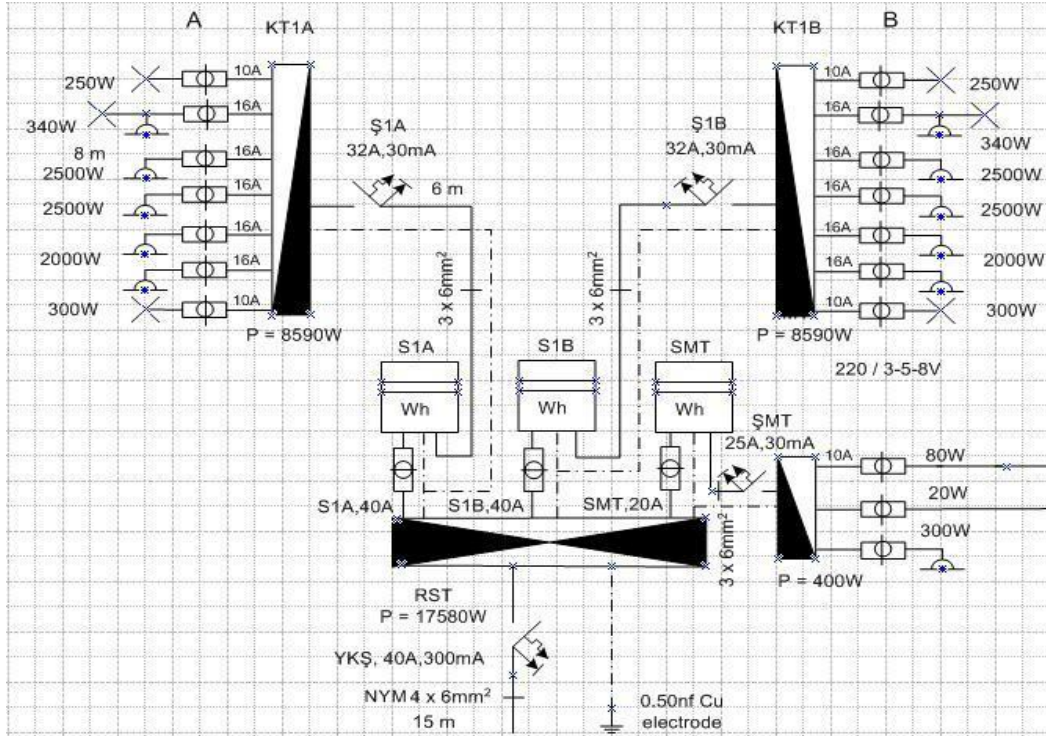 A
KT1A
250W
10A
340W
16A
8 m
2500W
16A
2500W
16A
2000W
16A
16A
300W
10A
P = 8590W
Ş1A
32A,30mA
6 m
3 x 6mm²
B
KT1B
10A
250W
16A
340W
16A
2500W
16A
2500W
16A
2000W
16A
10A
300W
P = 8590W
Ş1B
32A,30mA
3 x 6mm²
220 / 3-5-8V
S1A
Wh
S1B
Wh
SMT
Wh
ŞMT
25A,30mA
S1A,40A
S1B,40A
SMT,20A
3 x 6mm²
10A
80W
20W
300W
P = 400W
RST
P = 17580W
YKŞ, 40A,300mA
NYM 4 x 6mm²
15 m
0.50nf Cu
electrode